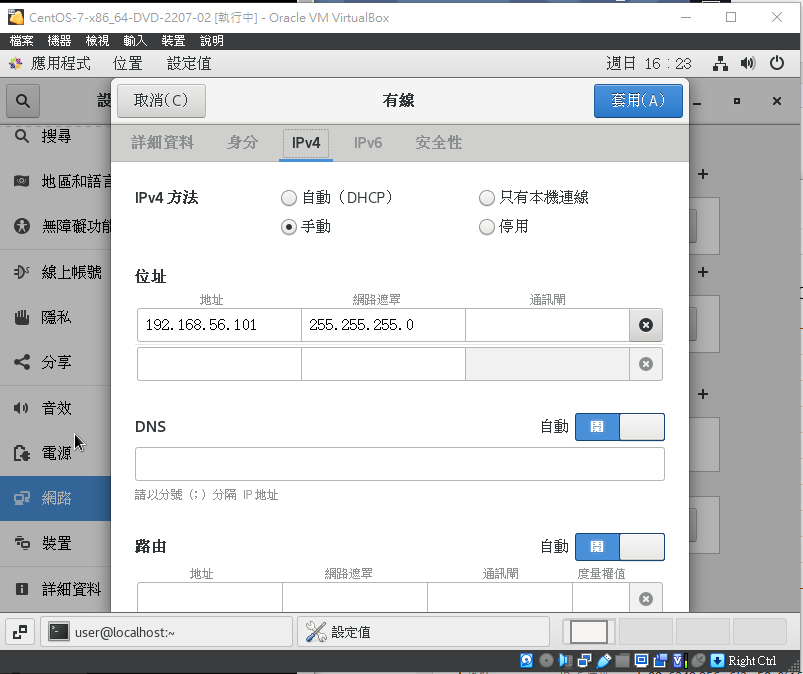 CentOS-7-x86_64-DVD-2207-02 [執行中] - Oracle VM VirtualBox
檔案 機器 檢視 輸入 裝置 說明
應用程式 位置 設定值 週日 16:23
設
取消(C) 有線 套用(A)
詳細資料 身分 IPv4 IPv6 安全性
搜尋
地區和語言
無障礙功能
線上帳號
隱私
分享
音效
電源
網路
裝置
詳細資料
IPv4 方法 自動（DHCP） 只有本機連線
手動 停用
位址
地址 網路遮罩 通訊閘
192.168.56.101 255.255.255.0
DNS 自動 開
請以分號（;）分隔 IP 地址
路由 自動 開
地址 網路遮罩 通訊閘 度量權值
user@localhost:~ 設定值
Right Ctrl